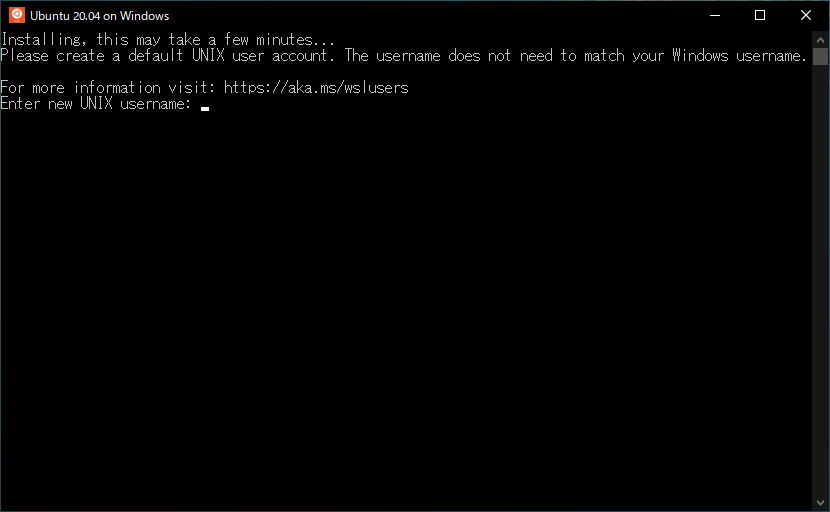 Ubuntu 20.04 on Windows
Installing, this may take a few minutes...
Please create a default UNIX user account. The username does not need to match your Windows username.
For more information visit: https://aka.ms/wslusers
Enter new UNIX username: